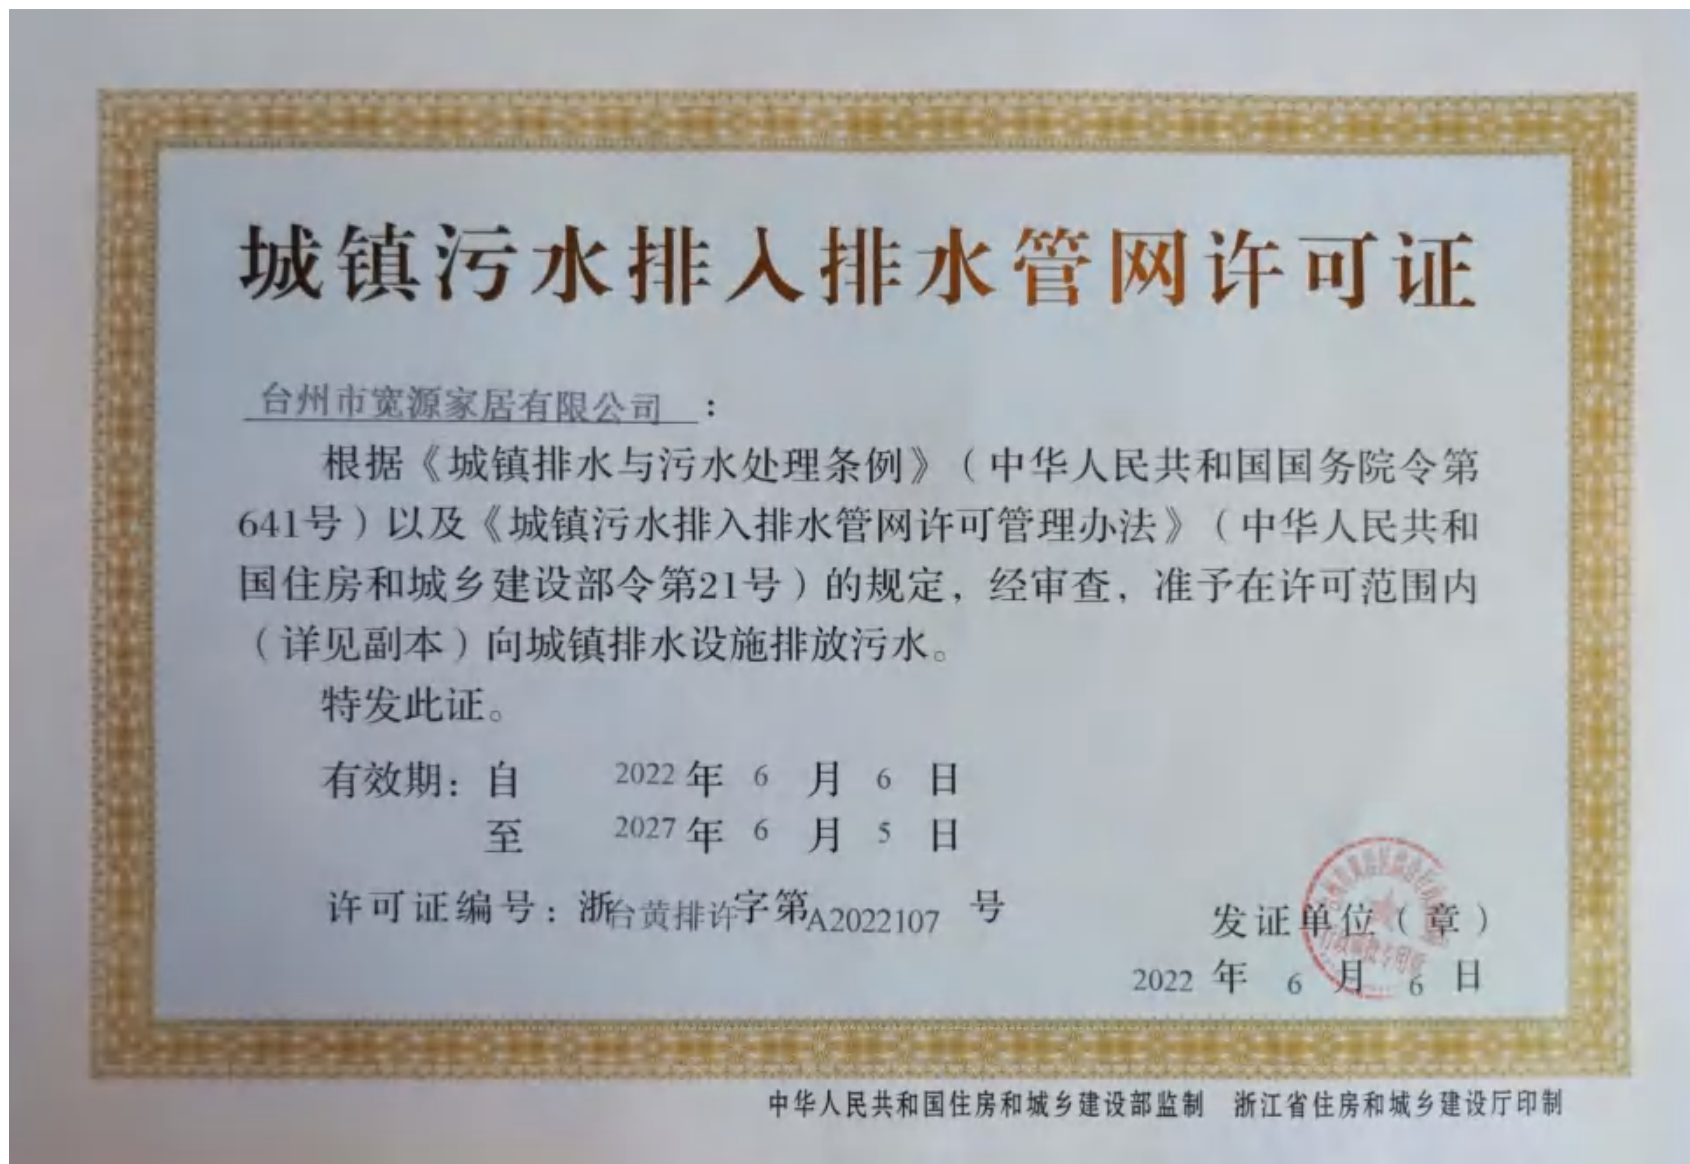 城镇污水排入排水管网许可证
台州市宽源家居有限公司：
根据《城镇排水与污水处理条例》（中华人民共和国国务院令第
641号）以及《城镇污水排入排水管网许可管理办法》（中华人民共和
国住房和城乡建设部令第21号）的规定，经审查，准予在许可范围内
（详见副本）向城镇排水设施排放污水。
特发此证。
有效期：自 2022 年 6 月 6 日
至 2027 年 6 月 5 日
许可证编号：浙台黄排许字第A2022107 号
发证单位（章）
行政审批专用章
2022 年 6 月 6 日
中华人民共和国住房和城乡建设部监制 浙江省住房和城乡建设厅印制